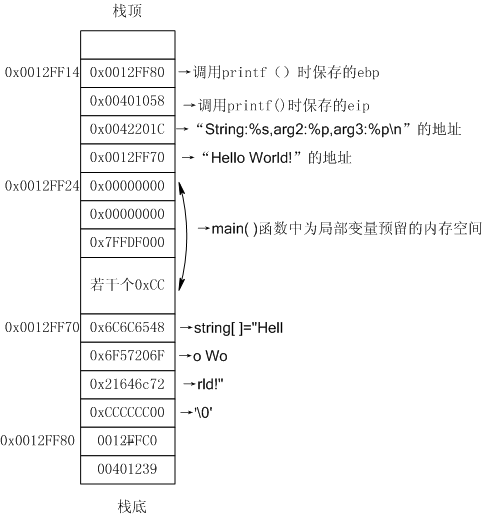 栈顶
0x0012FF14 0x0012FF80 →调用printf（）时保存的ebp
0x00401058 →调用printf()时保存的eip
0x0042201C →“String:%s,arg2:%p,arg3:%p\n”的地址
0x0012FF70 →“Hello World!”的地址
0x0012FF24 0x00000000
0x00000000 →main( )函数中为局部变量预留的内存空间
0x7FFDF000
若干个0xCC
0x0012FF70 0x6C6C6548 →string[ ]="Hell
0x6F57206F →o Wo
0x21646c72 →rld!"
0xCCCCCC00 →'\0'
0x0012FF80 0012FFC0
00401239
栈底